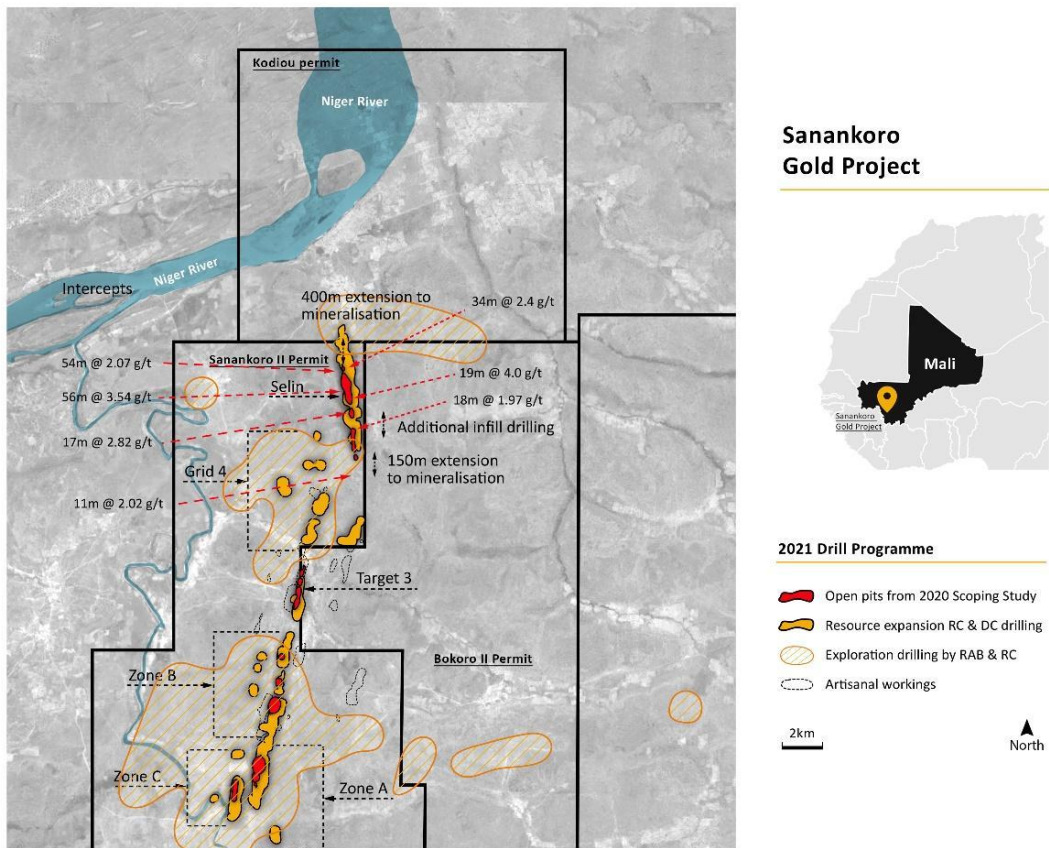 Kodiou permit
Niger River
Niger River
Intercepts
400m extension to
mineralisation
34m @ 2.4 g/t
54m @ 2.07 g/t
Sanankoro II Permit
19m @ 4.0 g/t
Selin
56m @ 3.54 g/t
18m @ 1.97 g/t
17m @ 2.82 g/t
Additional infill drilling
150m extension
to mineralisation
Grid 4
11m @ 2.02 g/t
Target 3
Bokoro II Permit
Zone B
Zone C
Zone A
Sanankoro
Gold Project
Mali
Sanankoro
Gold Project
2021 Drill Programme
Open pits from 2020 Scoping Study
Resource expansion RC & DC drilling
Exploration drilling by RAB & RC
Artisanal workings
2km
North